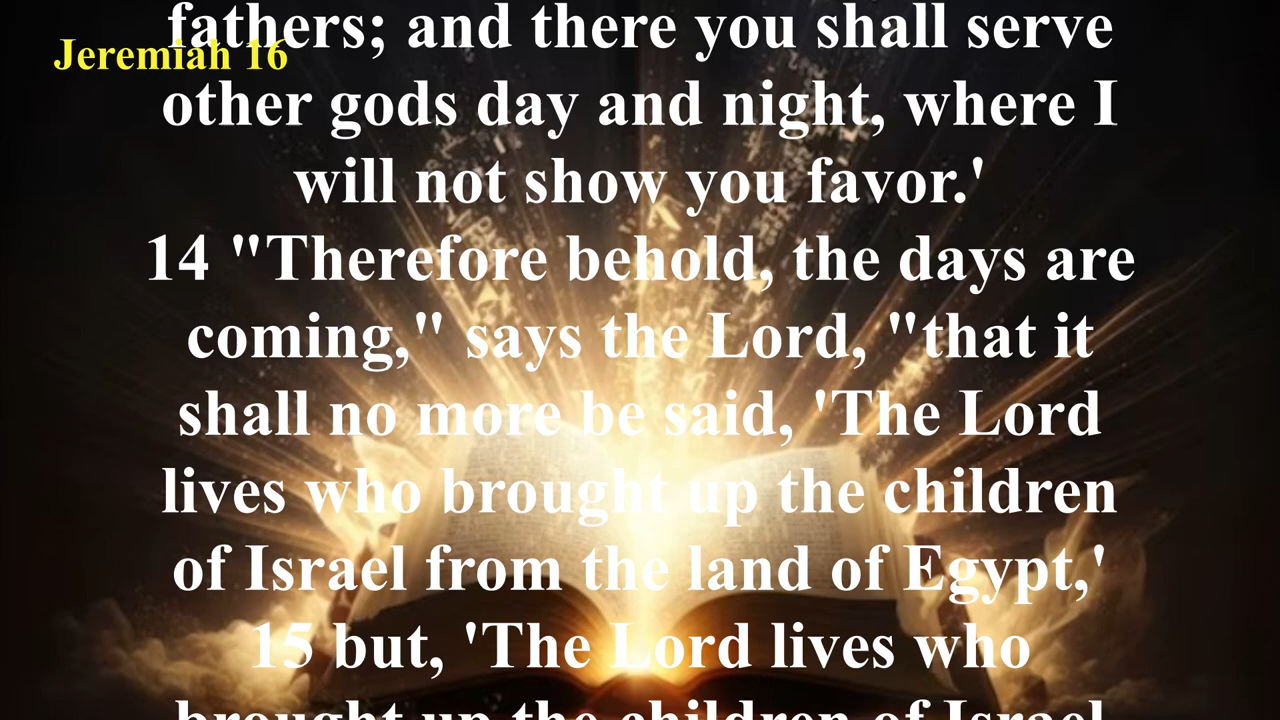 fathers; and there you shall serve
Jeremiah 16
other gods day and night, where I
will not show you favor.'
14 "Therefore behold, the days are
coming," says the Lord, "that it
shall no more be said, 'The Lord
lives who brought up the children
of Israel from the land of Egypt,'
15 but, 'The Lord lives who
brought up the children of Israel